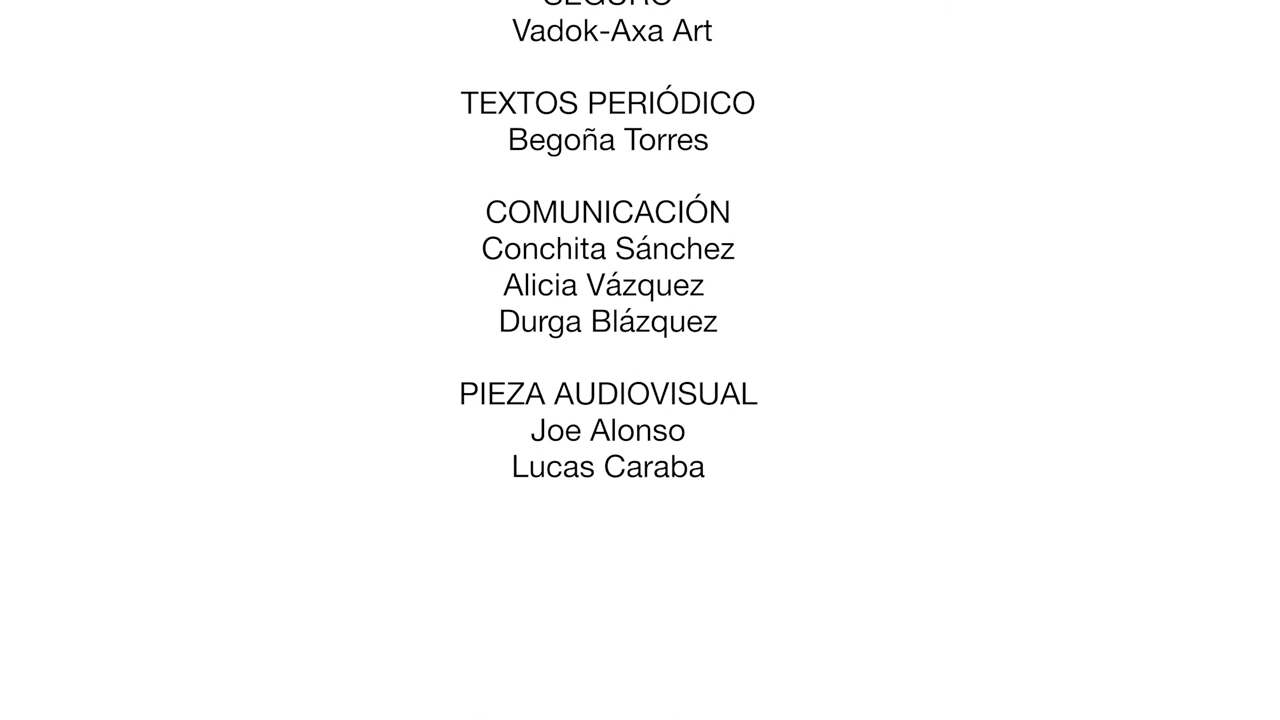 SEGURO
Vadok-Axa Art
TEXTOS PERIÓDICO
Begoña Torres
COMUNICACIÓN
Conchita Sánchez
Alicia Vázquez
Durga Blázquez
PIEZA AUDIOVISUAL
Joe Alonso
Lucas Caraba